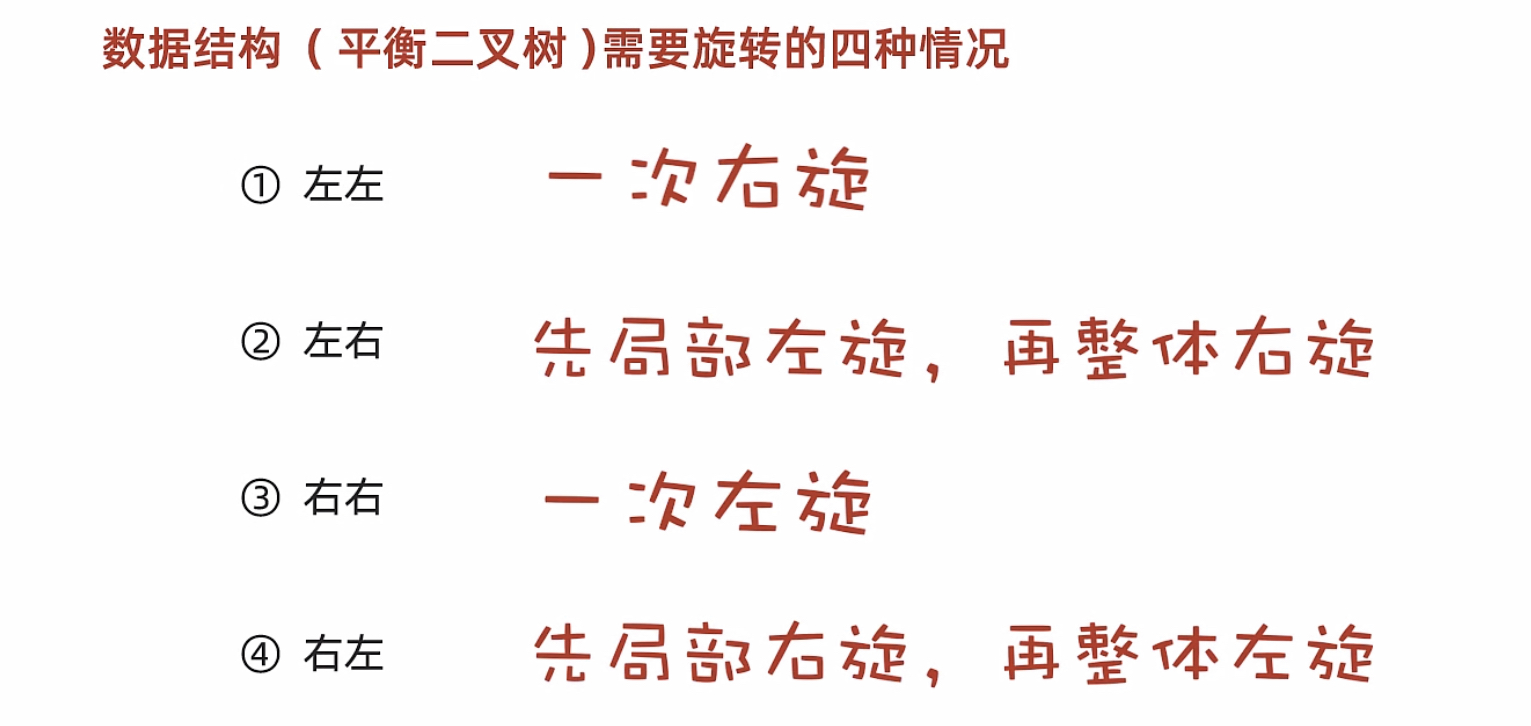 数据结构（平衡二叉树）需要旋转的四种情况
① 左左 一次右旋
② 左右 先局部左旋，再整体右旋
③ 右右 一次左旋
④ 右左 先局部右旋，再整体左旋